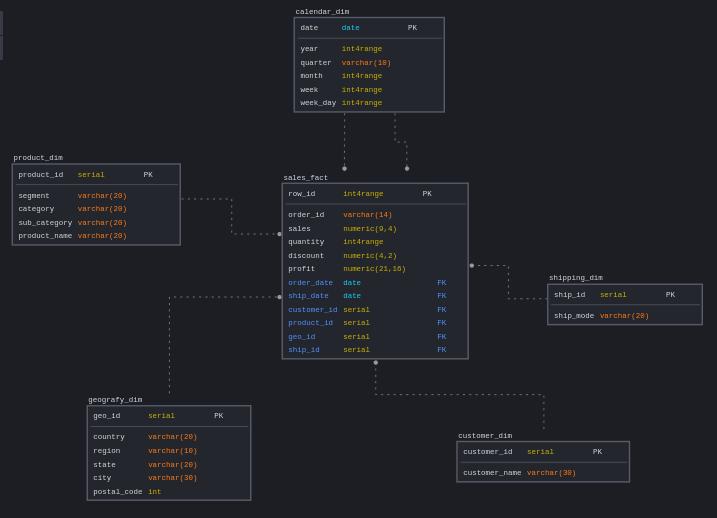 calendar_dim
date date PK
year int4range
quarter varchar(10)
month int4range
week int4range
week_day int4range
product_dim
product_id serial PK
segment varchar(20)
category varchar(20)
sub_category varchar(20)
product_name varchar(20)
sales_fact
row_id int4range PK
order_id varchar(14)
sales numeric(9,4)
quantity int4range
discount numeric(4,2)
profit numeric(21,16)
order_date date FK
ship_date date FK
customer_id serial FK
product_id serial FK
geo_id serial FK
ship_id serial FK
shipping_dim
ship_id serial PK
ship_mode varchar(20)
geografy_dim
geo_id serial PK
country varchar(20)
region varchar(10)
state varchar(20)
city varchar(30)
postal_code int
customer_dim
customer_id serial PK
customer_name varchar(30)